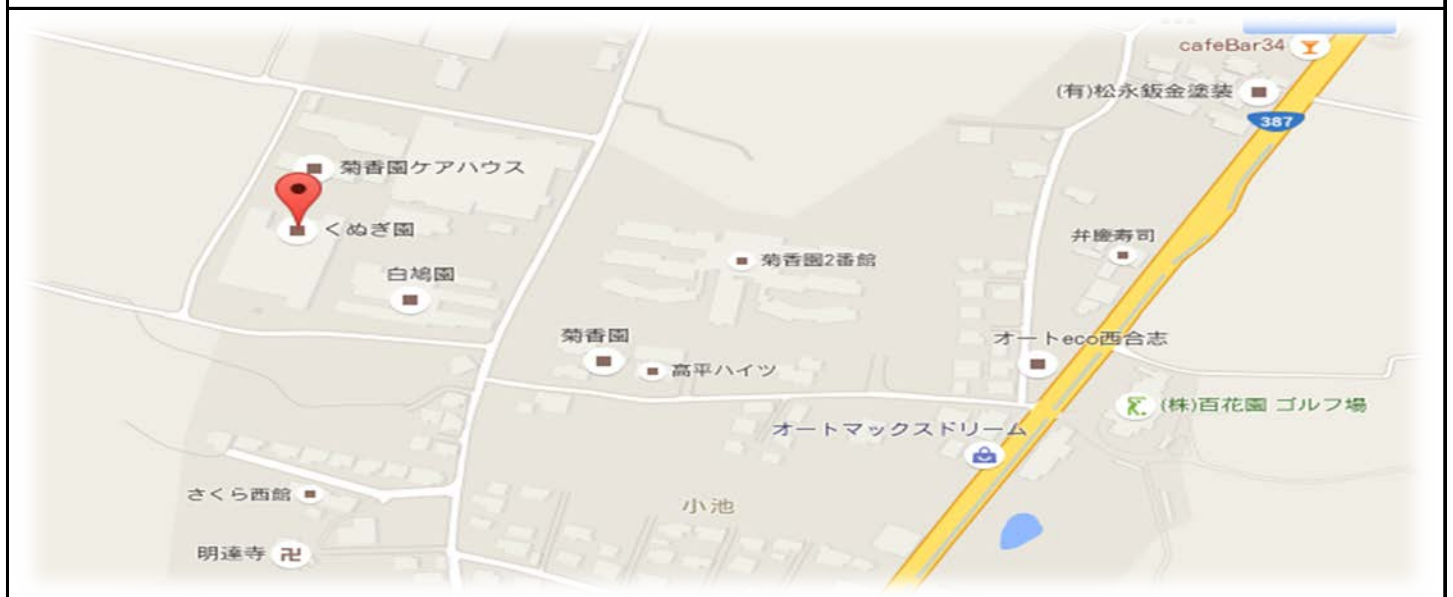 cafeBar34
(有)松永鈑金塗装
387
菊香園ケアハウス
くぬぎ園
弁慶寿司
菊香園2番館
白鳩園
菊香園
オートeco西合志
高平ハイツ
(株)百花園 ゴルフ場
オートマックスドリーム
さくら西館
小池
明達寺